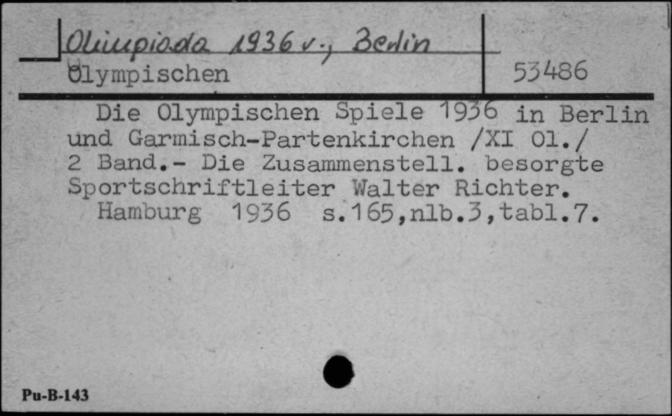 Olimpiada 1936 r., Berlin
Olympischen 53486
Die Olympischen Spiele 1936 in Berlin
und Garmisch-Partenkirchen /XI Ol./
2 Band.- Die Zusammenstell. besorgte
Sportschriftleiter Walter Richter.
Hamburg 1936 s.165,nlb.3,tabl.7.
Pu-B-143